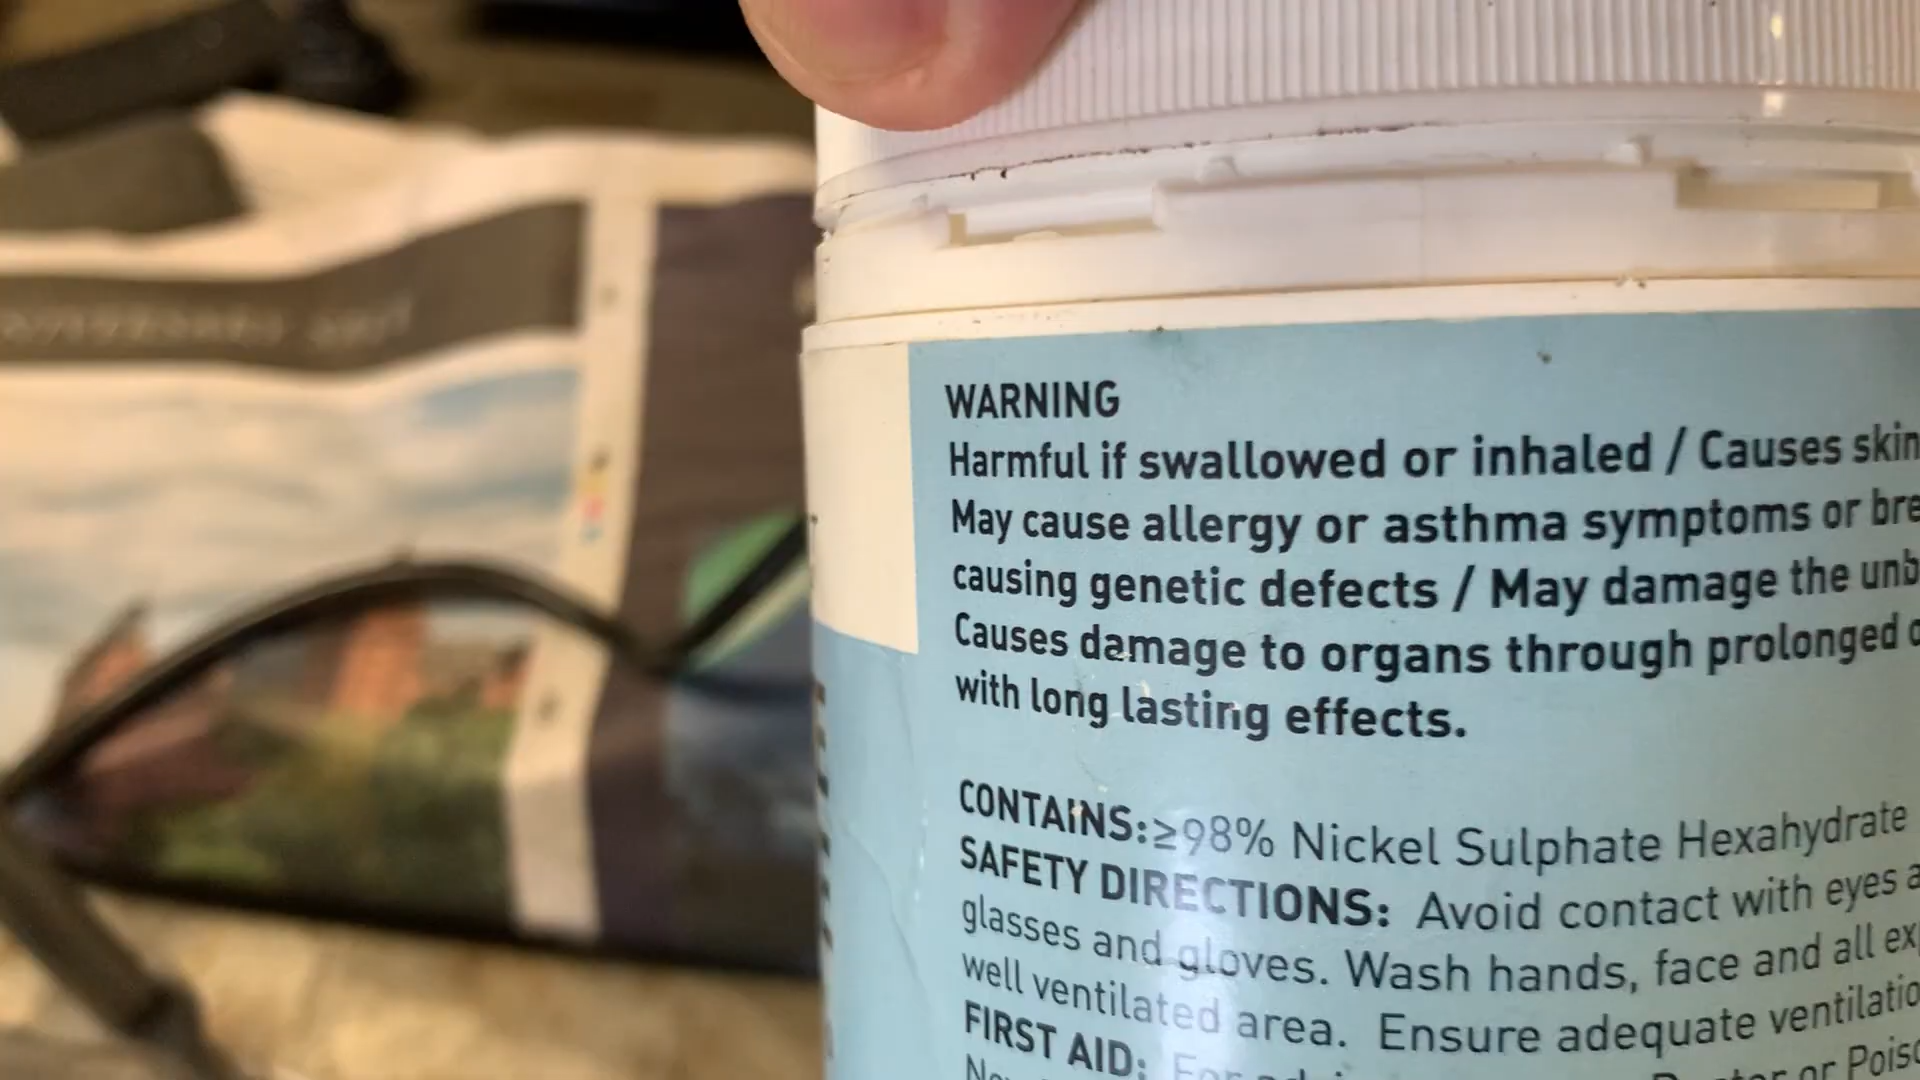 WARNING
Harmful if swallowed or inhaled / Causes skin
May cause allergy or asthma symptoms or bre
causing genetic defects / May damage the unb
Causes damage to organs through prolonged o
with long lasting effects.
CONTAINS:≥98% Nickel Sulphate Hexahydrate
SAFETY DIRECTIONS: Avoid contact with eyes a
glasses and gloves. Wash hands, face and all ex
well ventilated area. Ensure adequate ventilatio
FIRST AID: For or Poiso